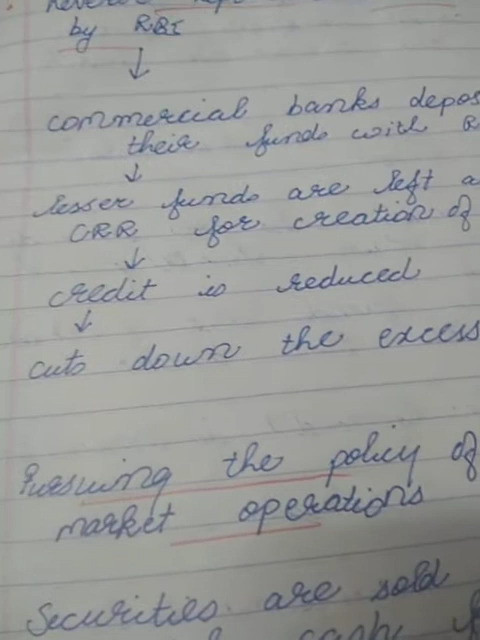 by RBI
commercial banks depos
their funds with R
lesser funds are left a
CRR for creation of
credit is reduced
cuts down the excess
Pursuing the policy of
market operations
Securities are sold
cash